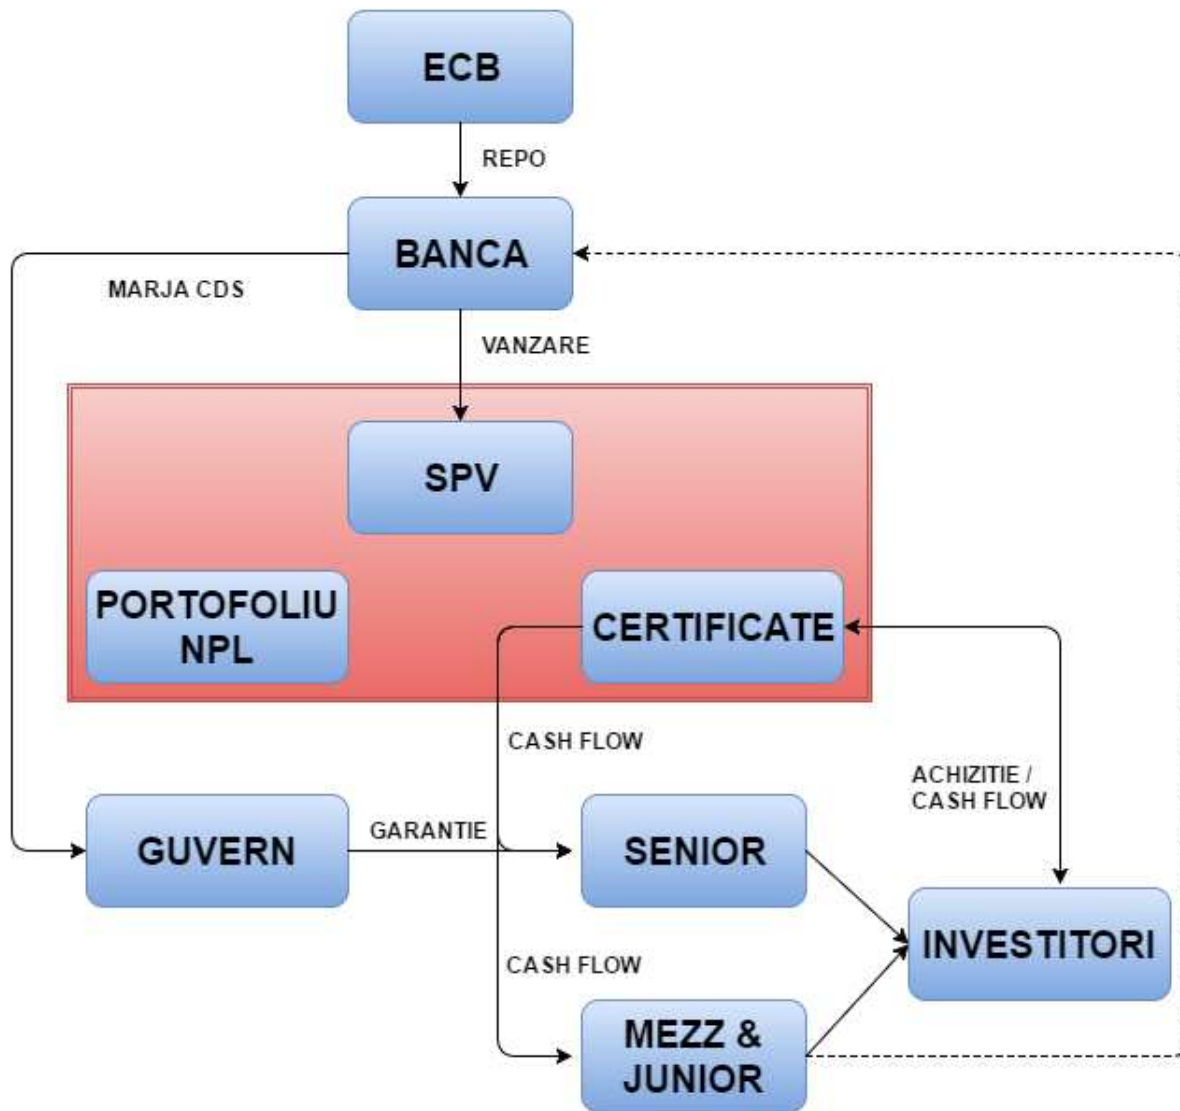 ECB
REPO
BANCA
MARJA CDS
VANZARE
SPV
PORTOFOLIU
NPL
CERTIFICATE
CASH FLOW
ACHIZITIE /
CASH FLOW
GUVERN
GARANTIE
SENIOR
INVESTITORI
CASH FLOW
MEZZ &
JUNIOR